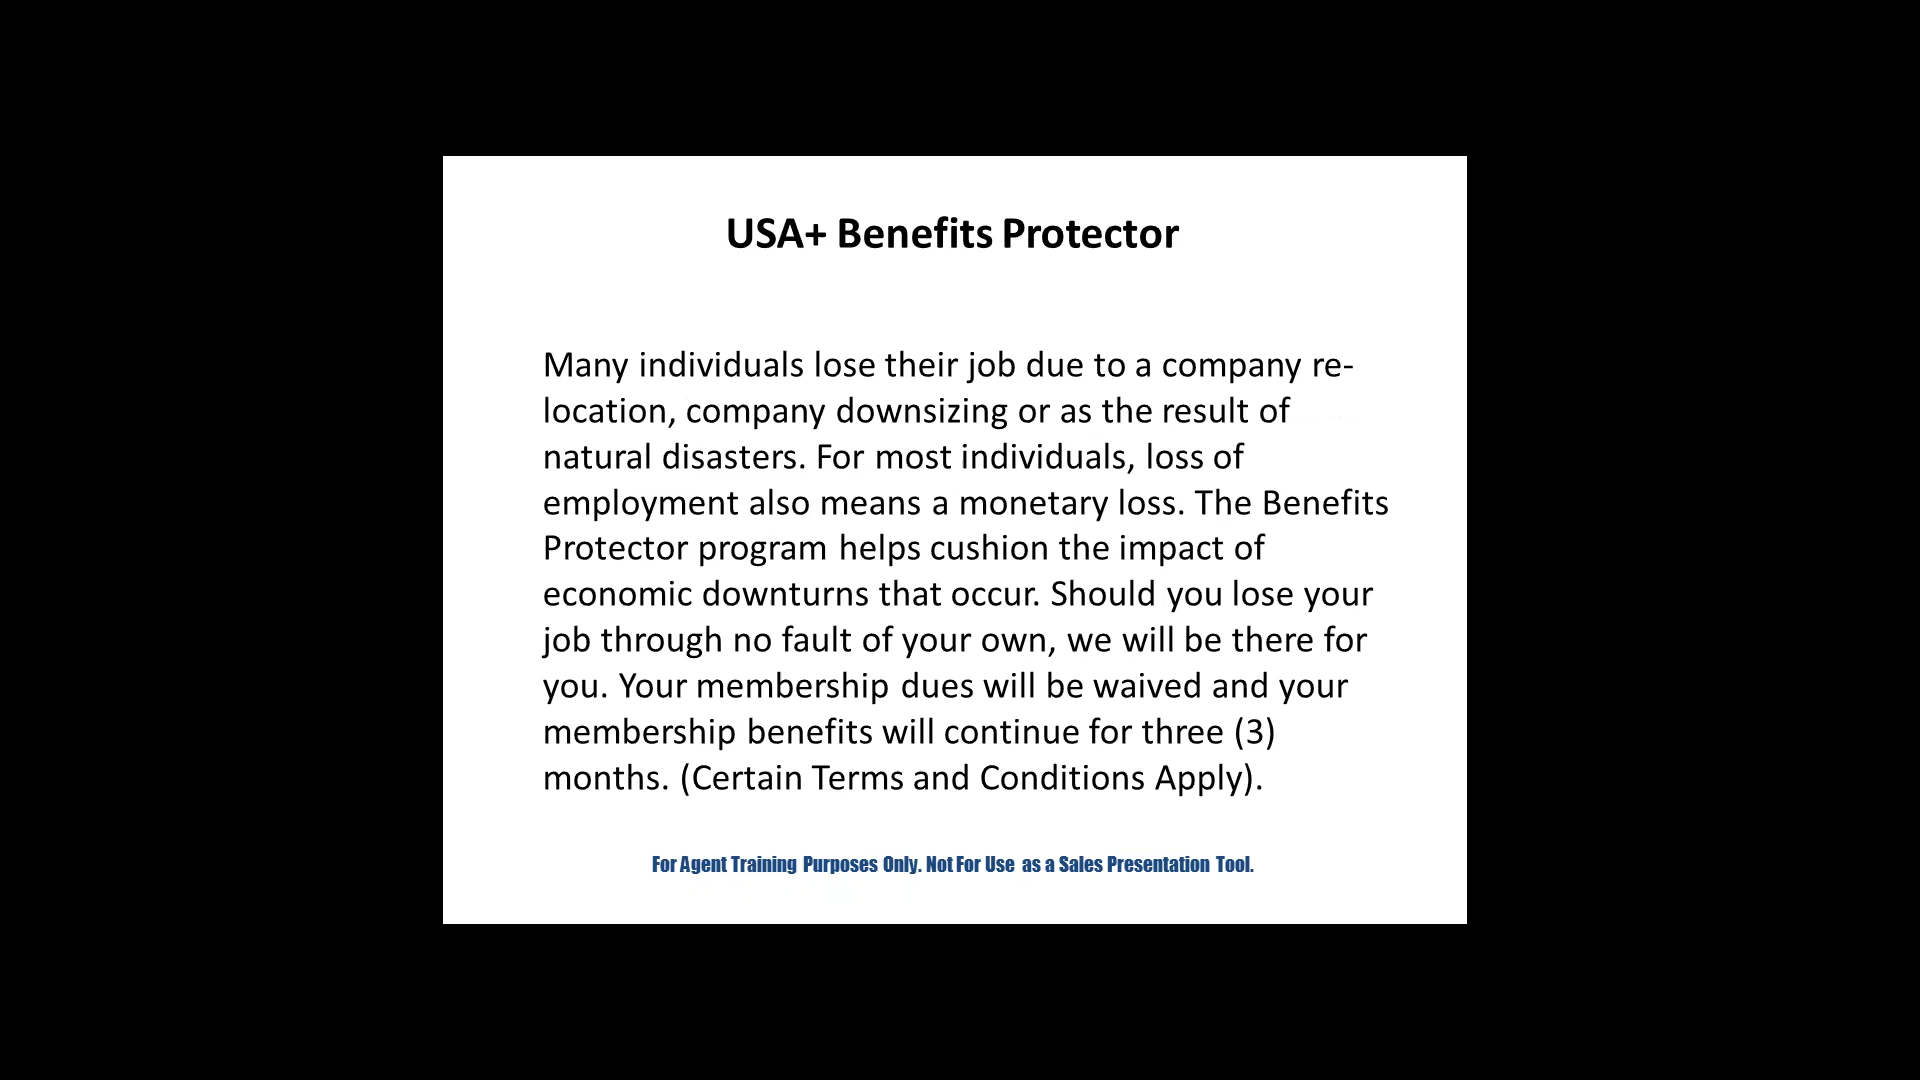 USA+ Benefits Protector
Many individuals lose their job due to a company re-
location, company downsizing or as the result of
natural disasters. For most individuals, loss of
employment also means a monetary loss. The Benefits
Protector program helps cushion the impact of
economic downturns that occur. Should you lose your
job through no fault of your own, we will be there for
you. Your membership dues will be waived and your
membership benefits will continue for three (3)
months. (Certain Terms and Conditions Apply).
For Agent Training Purposes Only. Not For Use as a Sales Presentation Tool.